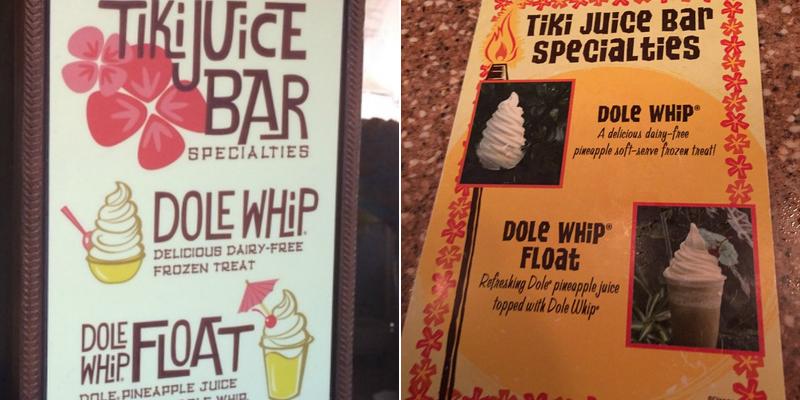 TIKI JUICE
BAR
SPECIALTIES
DOLE WHIP®
DELICIOUS DAIRY-FREE
FROZEN TREAT
DOLE
WHIP® FLOAT
DOLE® PINEAPPLE JUICE
DOLE WHIP
TIKI JUICE BAR
SPECIALTIES
DOLE WHIP®
A delicious dairy-free
pineapple soft-serve frozen treat!
DOLE WHIP®
FLOAT
Refreshing Dole® pineapple juice
topped with Dole Whip®